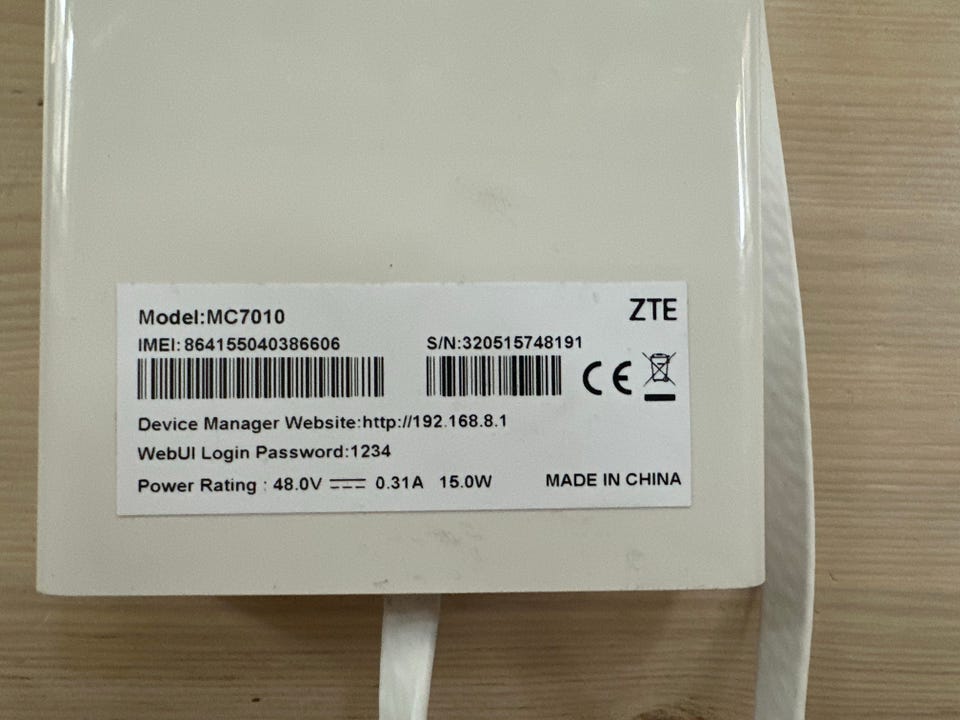 Model:MC7010
ZTE
IMEI:864155040386606
S/N:320515748191
CE
Device Manager Website:http://192.168.8.1
WebUI Login Password:1234
Power Rating : 48.0V 0.31A 15.0W
MADE IN CHINA